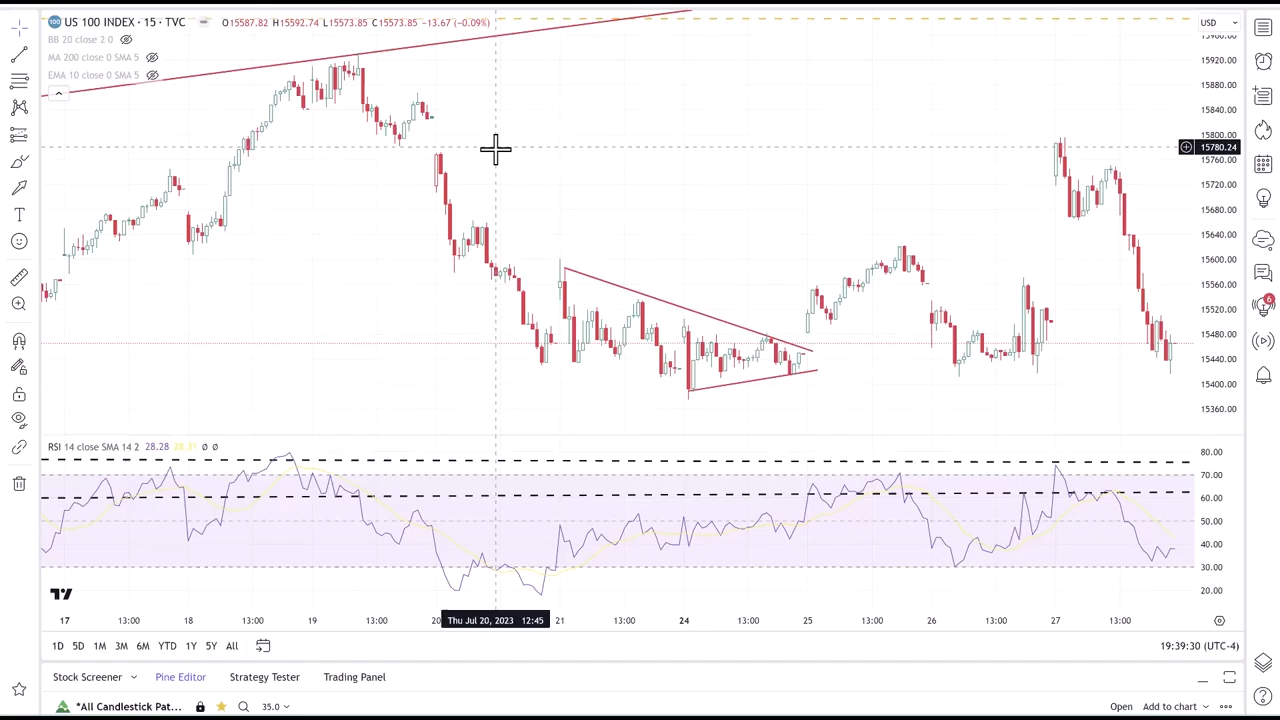 US 100 INDEX · 15 · TVC O15587.82 H15592.74 L15573.85 C15573.85 −13.67 (−0.09%) USD
BB 20 close 2 0
MA 200 close 0 SMA 5
EMA 10 close 0 SMA 5
15960.00
15920.00
15880.00
15840.00
15800.00
15780.24
15760.00
15720.00
15680.00
15640.00
15600.00
15560.00
15520.00
15480.00
15440.00
15400.00
15360.00
RSI 14 close SMA 14 2 28.28 28.31 Ø Ø
80.00
70.00
60.00
50.00
40.00
30.00
20.00
6
17 13:00 18 13:00 19 13:00 20 Thu Jul 20, 2023 12:45 21 13:00 24 13:00 25 13:00 26 13:00 27 13:00
1D 5D 1M 3M 6M YTD 1Y 5Y All 19:39:30 (UTC-4)
Stock Screener Pine Editor Strategy Tester Trading Panel
*All Candlestick Pat... 35.0 Open Add to chart